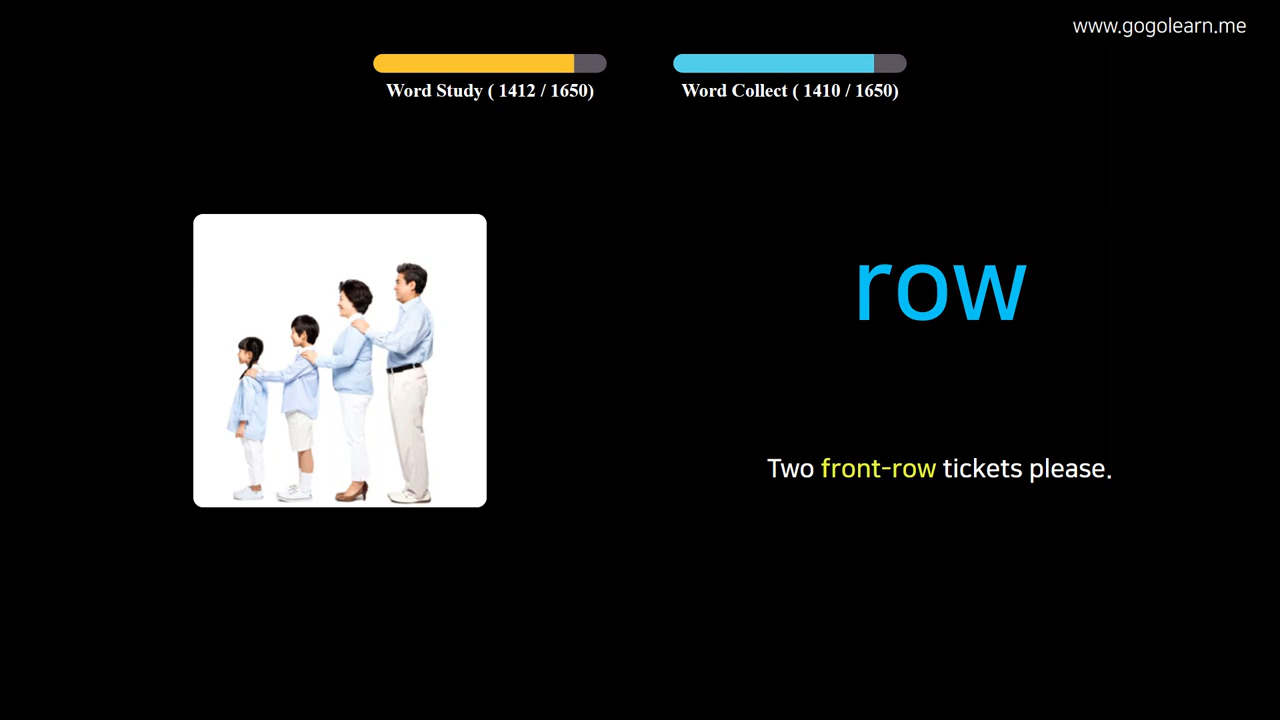 www.gogolearn.me
Word Study ( 1412 / 1650)
Word Collect ( 1410 / 1650)
row
Two front-row tickets please.